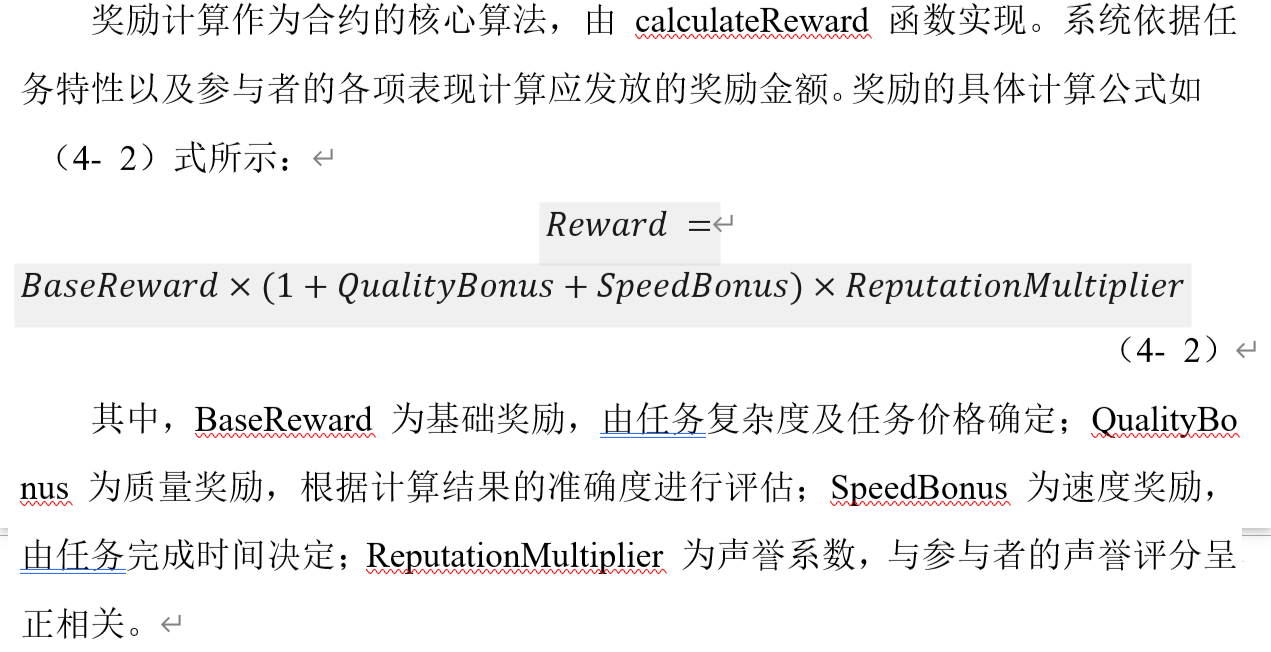 奖励计算作为合约的核心算法，由 calculateReward 函数实现。系统依据任
务特性以及参与者的各项表现计算应发放的奖励金额。奖励的具体计算公式如
（4- 2）式所示：
Reward =
BaseReward × (1 + QualityBonus + SpeedBonus) × ReputationMultiplier
（4- 2）
其中，BaseReward 为基础奖励，由任务复杂度及任务价格确定；QualityBo
nus 为质量奖励，根据计算结果的准确度进行评估；SpeedBonus 为速度奖励，
由任务完成时间决定；ReputationMultiplier 为声誉系数，与参与者的声誉评分呈
正相关。